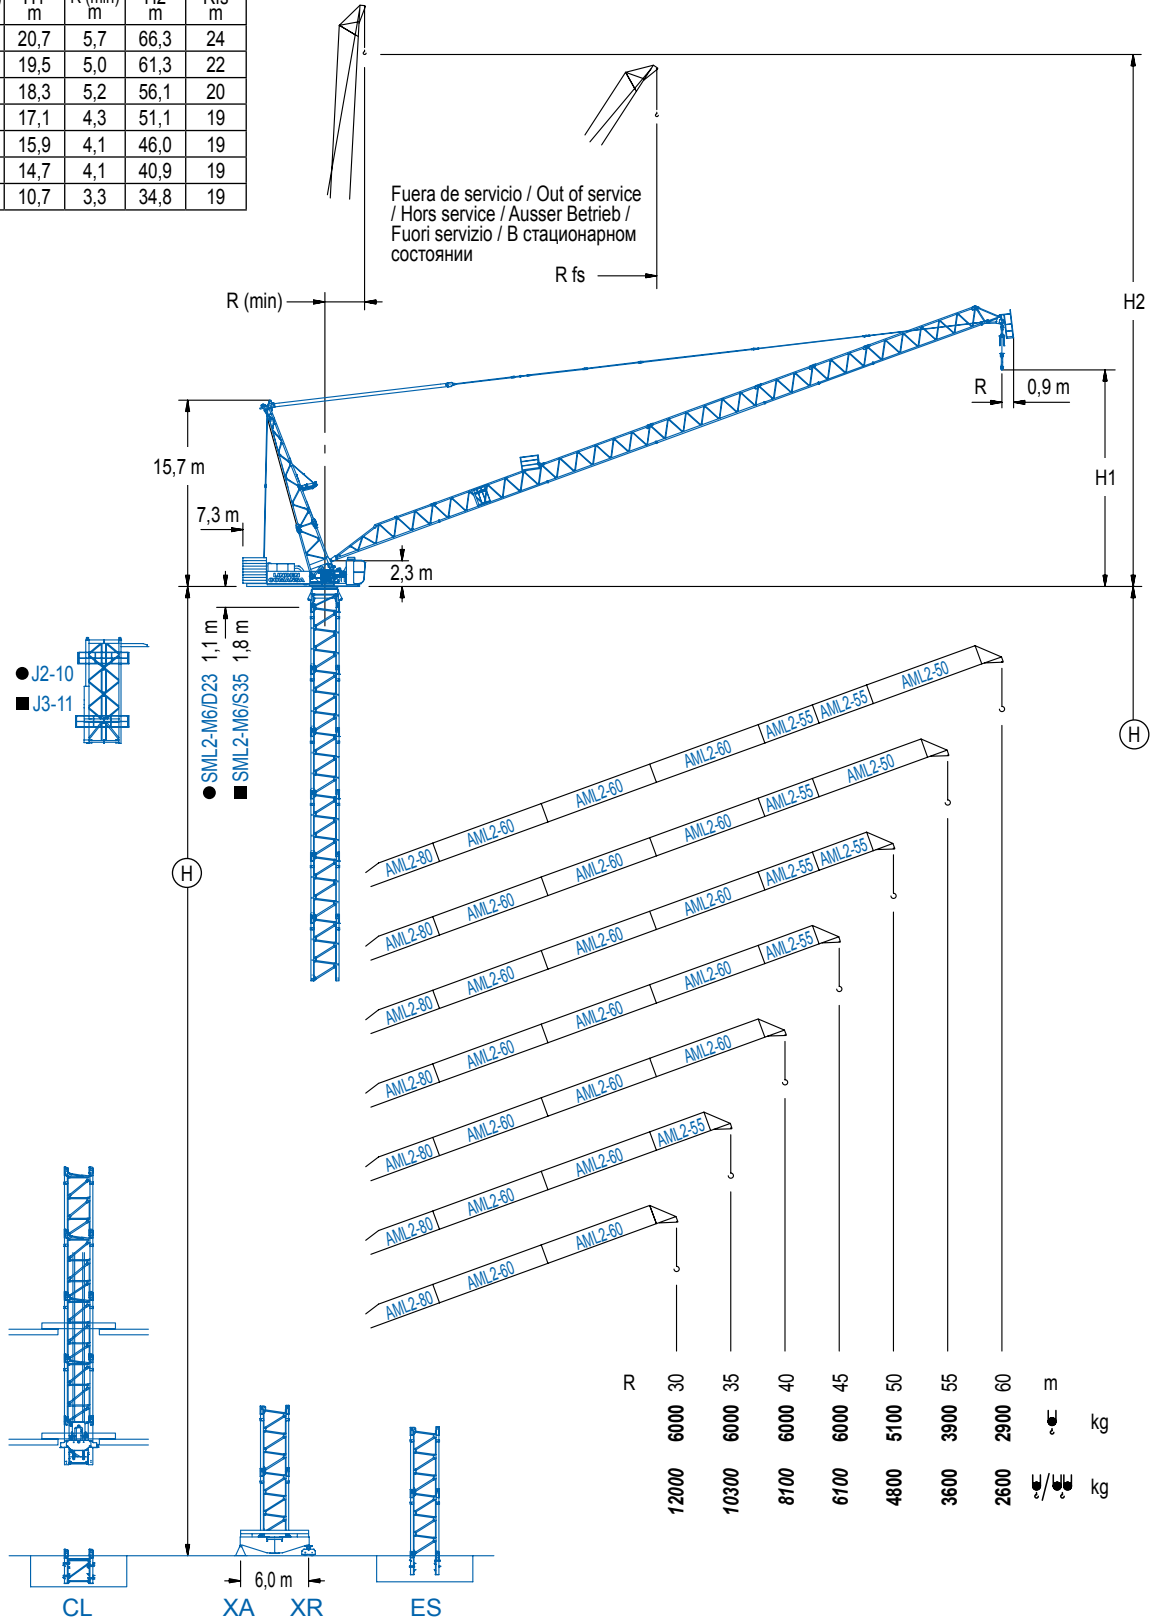 H1 R (min) H2 Rfs
m m m m
20,7 5,7 66,3 24
19,5 5,0 61,3 22
18,3 5,2 56,1 20
17,1 4,3 51,1 19
15,9 4,1 46,0 19
14,7 4,1 40,9 19
10,7 3,3 34,8 19
Fuera de servicio / Out of service
/ Hors service / Ausser Betrieb /
Fuori servizio / В стационарном
состоянии
R fs
R (min)
H2
R 0,9 m
15,7 m
H1
7,3 m
2,3 m
LINDEN
COMANSA
● J2-10
■ J3-11
● SML2-M6/D23 1,1 m
■ SML2-M6/S35 1,8 m
H
H
AML2-80 AML2-60 AML2-60 AML2-60 AML2-55 AML2-55 AML2-50
AML2-80 AML2-60 AML2-60 AML2-60 AML2-55 AML2-50
AML2-80 AML2-60 AML2-60 AML2-60 AML2-55 AML2-55
AML2-80 AML2-60 AML2-60 AML2-60 AML2-55
AML2-80 AML2-60 AML2-60 AML2-60
AML2-80 AML2-60 AML2-60 AML2-55
AML2-80 AML2-60 AML2-60
R 30 35 40 45 50 55 60 m
6000 6000 6000 6000 5100 3900 2900 kg
12000 10300 8100 6100 4800 3600 2600 / kg
6,0 m
CL XA XR ES